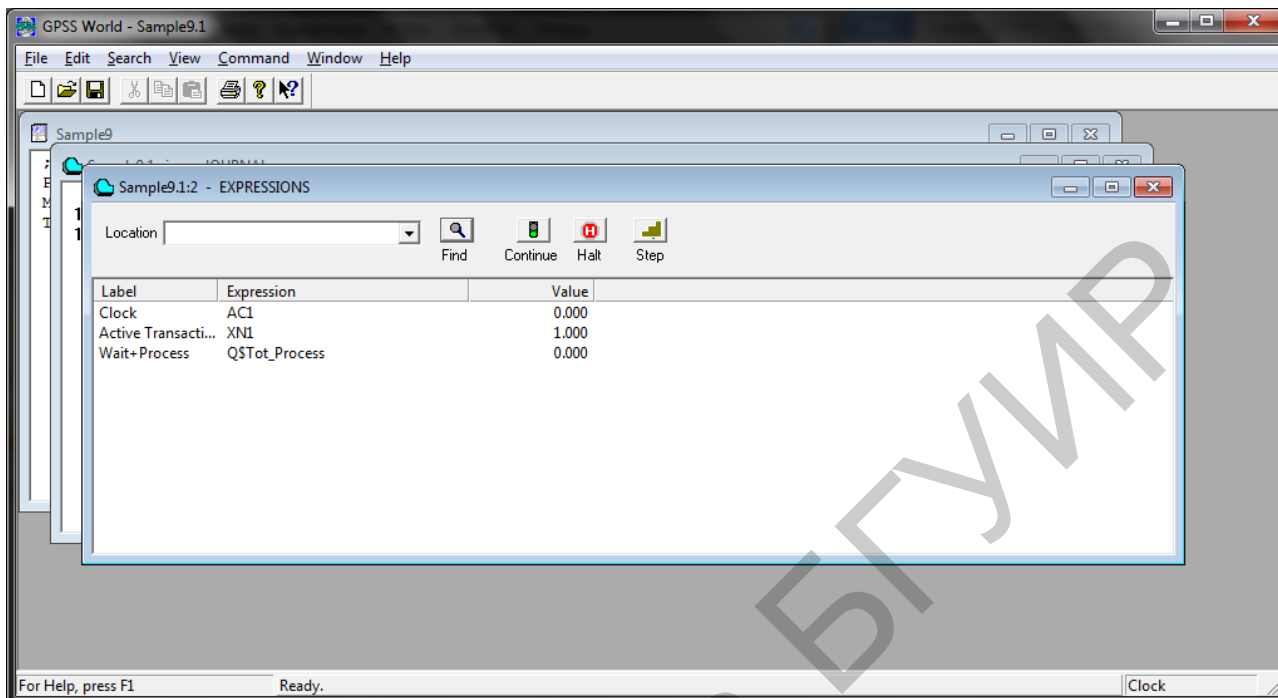 GPSS World - Sample9.1
File Edit Search View Command Window Help
Sample9
Sample9.1:2 - EXPRESSIONS
Location
Find Continue Halt Step
Label Expression Value
Clock AC1 0.000
Active Transacti... XN1 1.000
Wait+Process Q$Tot_Process 0.000
For Help, press F1 Ready. Clock
БГУИР